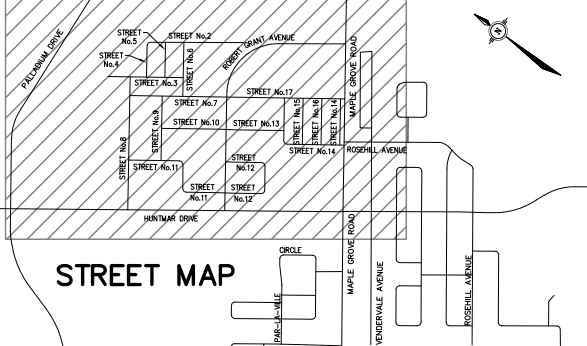 STREET
No.5
STREET No.2
STREET
No.4
STREET No.6
STREET No.3
PALLADIUM DRIVE
ROBERT GRANT AVENUE
MAPLE GROVE ROAD
N
STREET No.17
STREET No.7
STREET No.9
STREET No.10
STREET No.13
STREET No.15
STREET No.16
STREET No.14
STREET No.14
ROSEHILL AVENUE
STREET No.8
STREET No.11
STREET
No.12
STREET
No.11
STREET
No.12
HUNTMAR DRIVE
STREET MAP
CIRCLE
PAR-LA-VILLE
MAPLE GROVE ROAD
VENDERVALE AVENUE
ROSEHILL AVENUE